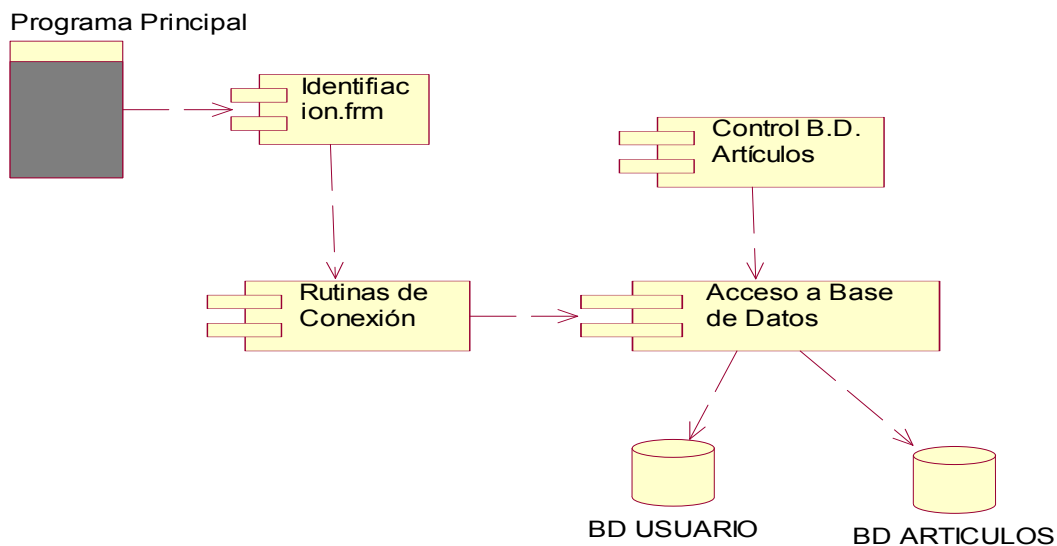 Programa Principal
Identifiac
ion.frm
Control B.D.
Artículos
Rutinas de
Conexión
Acceso a Base
de Datos
BD USUARIO
BD ARTICULOS